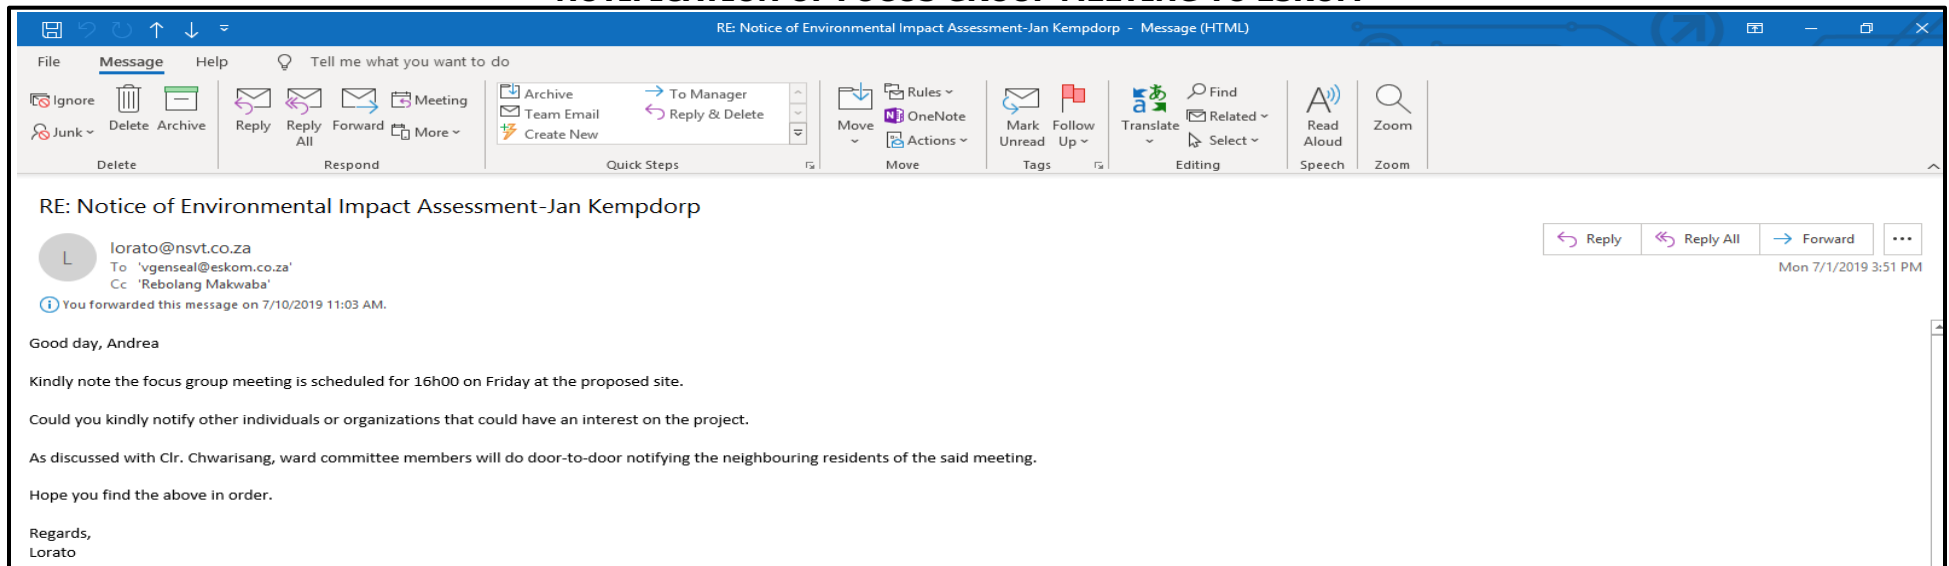 NOTIFICATION OF FOCUS GROUP MEETING TO ESKOM
RE: Notice of Environmental Impact Assessment-Jan Kempdorp - Message (HTML)
File Message Help Tell me what you want to do
Ignore
Junk
Delete Archive
Delete
Reply Reply All Forward
Meeting
More
Respond
Archive To Manager
Team Email Reply & Delete
Create New
Quick Steps
Move
Rules
OneNote
Actions
Move
Mark Unread Follow Up
Tags
Translate
Find
Related
Select
Editing
Read Aloud
Speech
Zoom
Zoom
RE: Notice of Environmental Impact Assessment-Jan Kempdorp
L
lorato@nsvt.co.za
To 'vgenseal@eskom.co.za'
Cc 'Rebolang Makwaba'
Reply Reply All Forward
Mon 7/1/2019 3:51 PM
You forwarded this message on 7/10/2019 11:03 AM.
Good day, Andrea
Kindly note the focus group meeting is scheduled for 16h00 on Friday at the proposed site.
Could you kindly notify other individuals or organizations that could have an interest on the project.
As discussed with Clr. Chwarisang, ward committee members will do door-to-door notifying the neighbouring residents of the said meeting.
Hope you find the above in order.
Regards,
Lorato